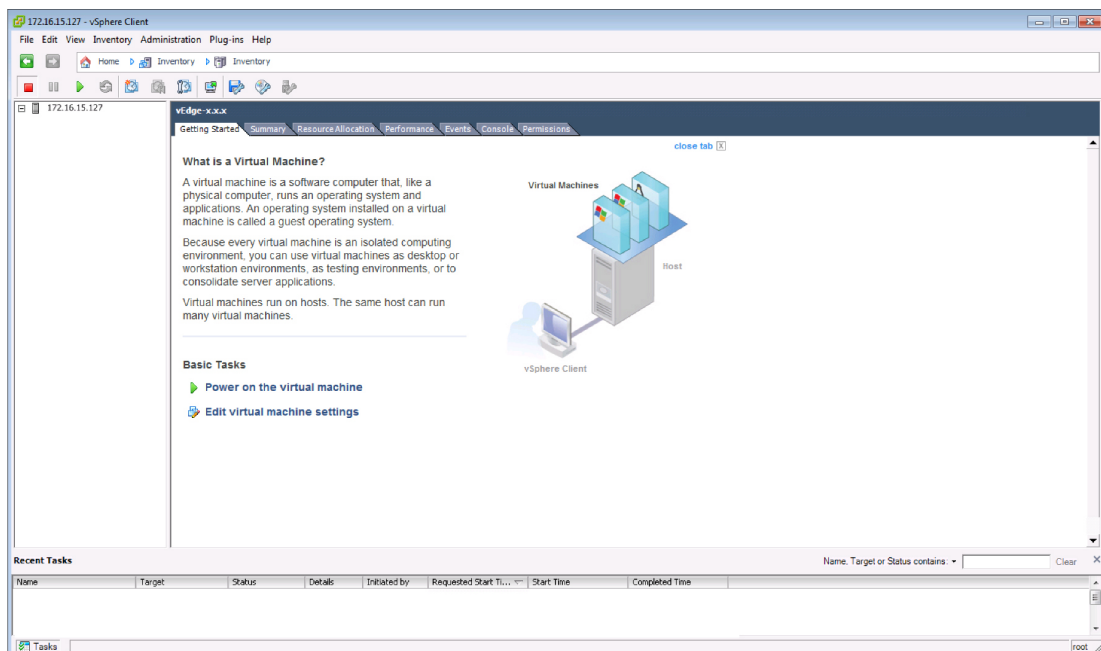 172.16.15.127 - vSphere Client
File Edit View Inventory Administration Plug-ins Help
Home Inventory Inventory
172.16.15.127
vEdge-x.x.x
Getting Started Summary Resource Allocation Performance Events Console Permissions
close tab
What is a Virtual Machine?
A virtual machine is a software computer that, like a
physical computer, runs an operating system and
applications. An operating system installed on a virtual
machine is called a guest operating system.
Because every virtual machine is an isolated computing
environment, you can use virtual machines as desktop or
workstation environments, as testing environments, or to
consolidate server applications.
Virtual machines run on hosts. The same host can run
many virtual machines.
Virtual Machines
Host
vSphere Client
Basic Tasks
Power on the virtual machine
Edit virtual machine settings
Recent Tasks
Name, Target or Status contains:
Clear
Name Target Status Details Initiated by Requested Start Ti... Start Time Completed Time
Tasks
root